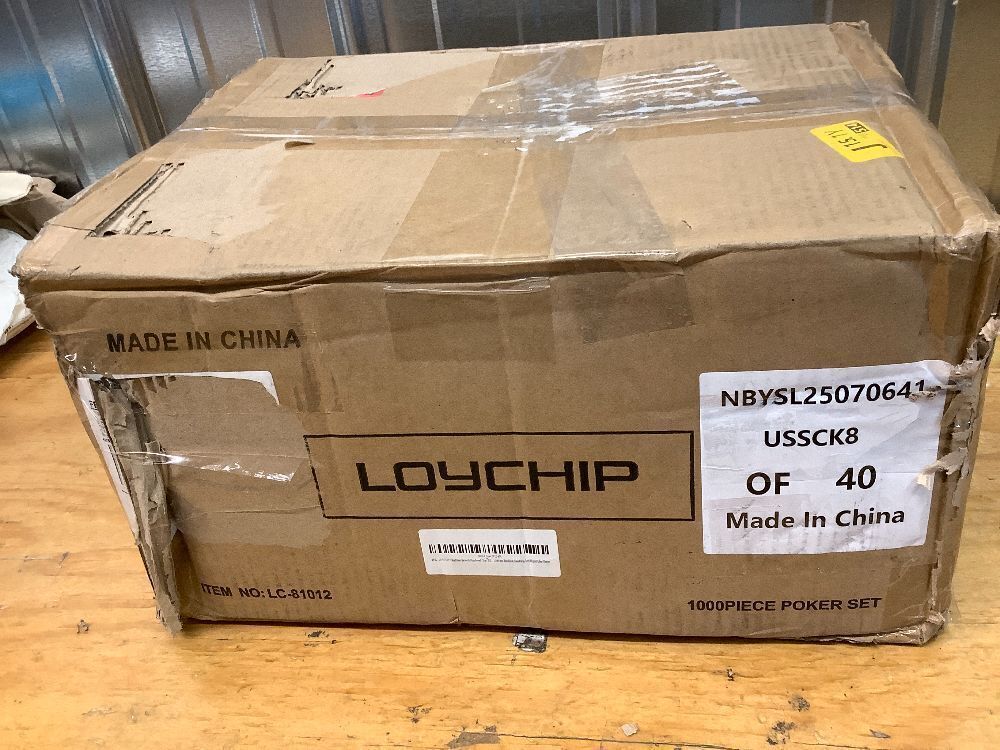 J
MADE IN CHINA
NBYSL25070641
USSCK8
OF 40
Made In China
LOYCHIP
ITEM NO: LC-81012
1000PIECE POKER SET